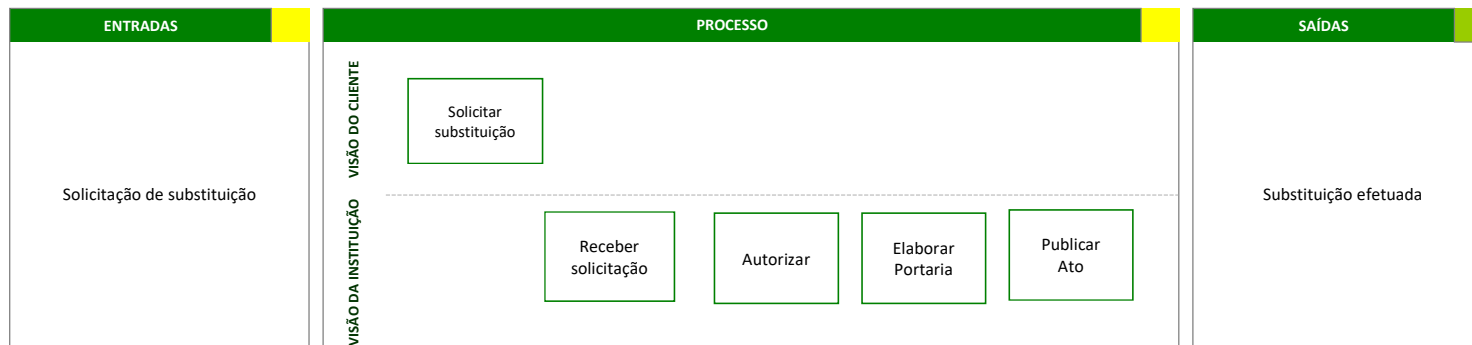 ENTRADAS
PROCESSO
SAÍDAS
Solicitação de substituição
VISÃO DO CLIENTE
Solicitar
substituição
VISÃO DA INSTITUIÇÃO
Receber
solicitação
Autorizar
Elaborar
Portaria
Publicar
Ato
Substituição efetuada